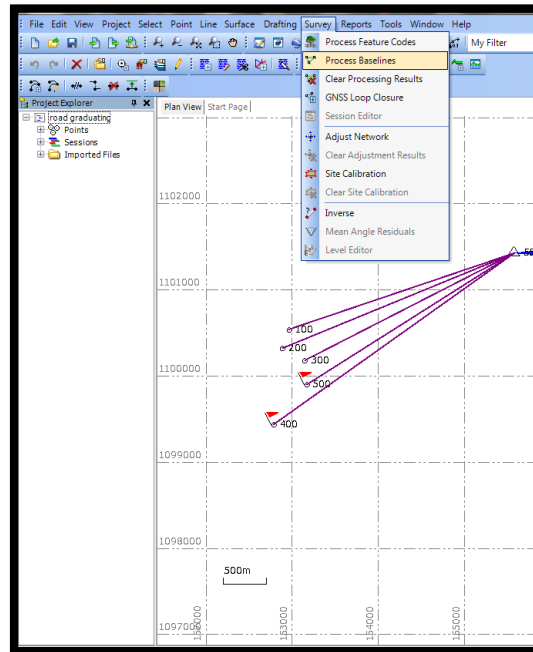 File Edit View Project Select Point Line Surface Drafting Survey Reports Tools Window Help
My Filter
Process Feature Codes
Process Baselines
Clear Processing Results
GNSS Loop Closure
Session Editor
Adjust Network
Clear Adjustment Results
Site Calibration
Clear Site Calibration
Inverse
Mean Angle Residuals
Level Editor
Project Explorer
road graduating
Points
Sessions
Imported Files
Plan View Start Page
1102000
1101000
100
200
300
1100000
500
400
1099000
1098000
500m
1097000
153000
154000
155000